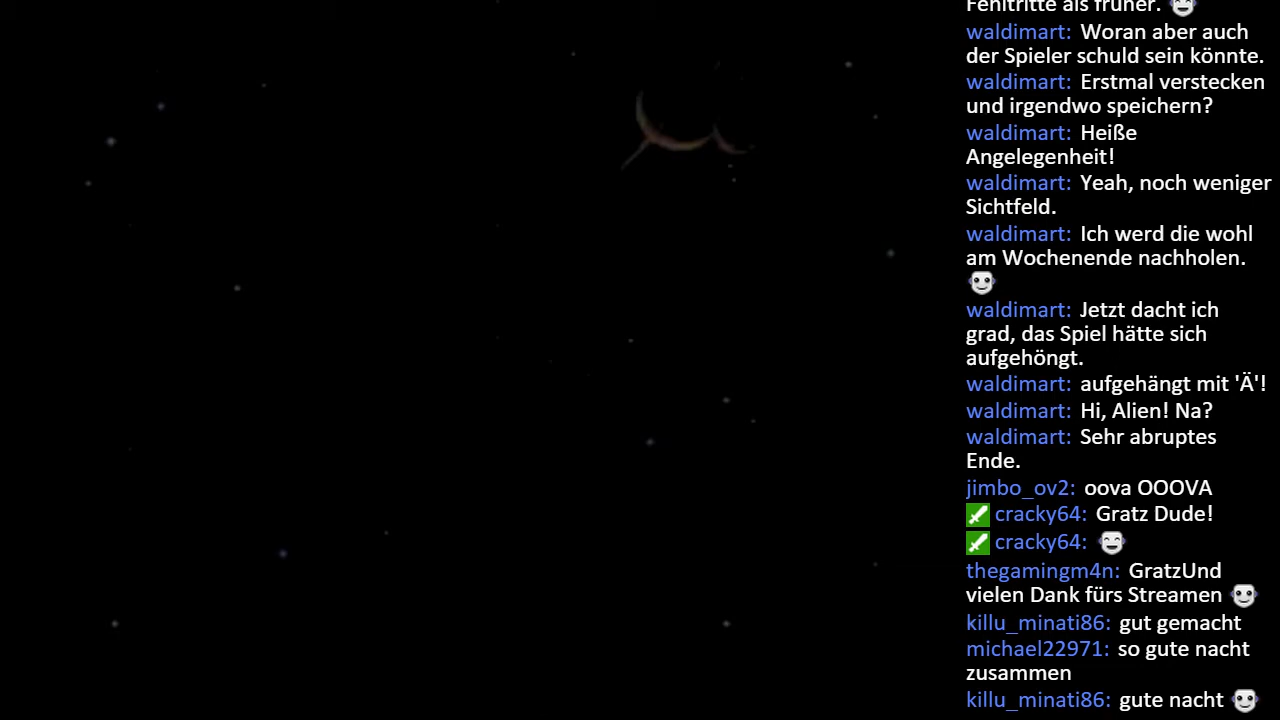 Fehltritte als früher.
waldimart: Woran aber auch
der Spieler schuld sein könnte.
waldimart: Erstmal verstecken
und irgendwo speichern?
waldimart: Heiße
Angelegenheit!
waldimart: Yeah, noch weniger
Sichtfeld.
waldimart: Ich werd die wohl
am Wochenende nachholen.
waldimart: Jetzt dacht ich
grad, das Spiel hätte sich
aufgehöngt.
waldimart: aufgehängt mit 'Ä'!
waldimart: Hi, Alien! Na?
waldimart: Sehr abruptes
Ende.
jimbo_ov2: oova OOOVA
cracky64: Gratz Dude!
cracky64:
thegamingm4n: GratzUnd
vielen Dank fürs Streamen
killu_minati86: gut gemacht
michael22971: so gute nacht
zusammen
killu_minati86: gute nacht